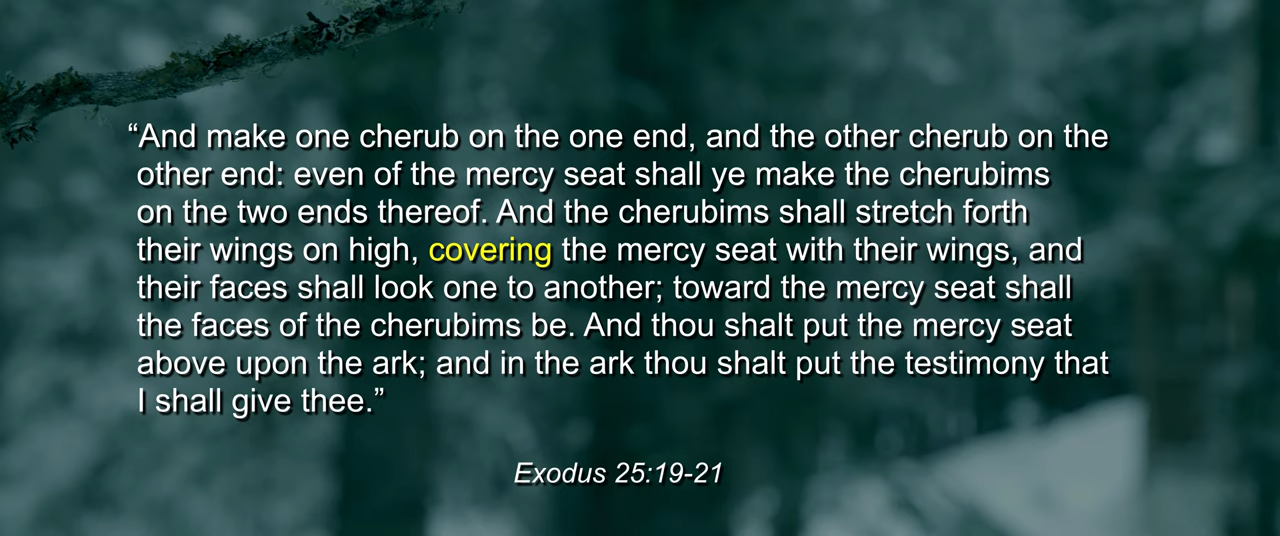 “And make one cherub on the one end, and the other cherub on the
other end: even of the mercy seat shall ye make the cherubims
on the two ends thereof. And the cherubims shall stretch forth
their wings on high, covering the mercy seat with their wings, and
their faces shall look one to another; toward the mercy seat shall
the faces of the cherubims be. And thou shalt put the mercy seat
above upon the ark; and in the ark thou shalt put the testimony that
I shall give thee.”
Exodus 25:19-21